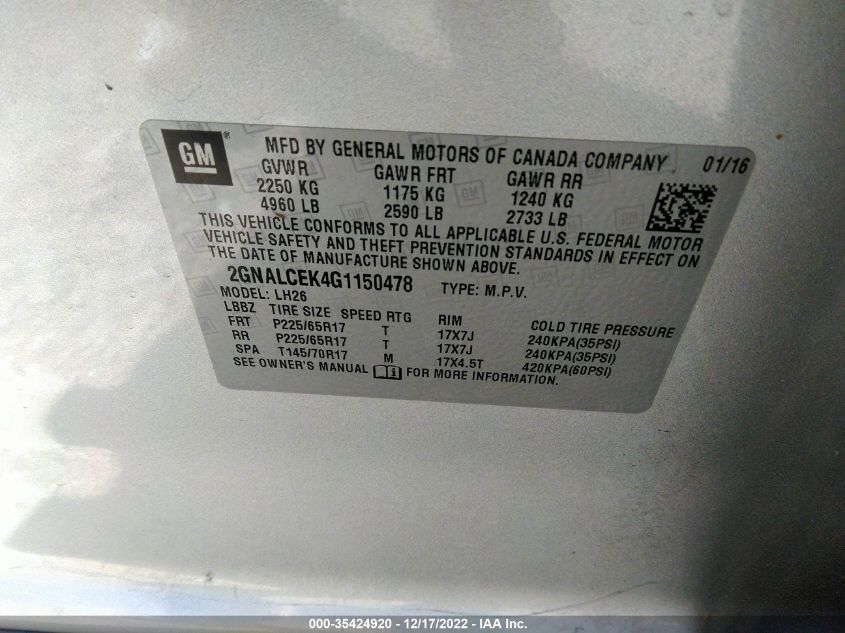 GM ® MFD BY GENERAL MOTORS OF CANADA COMPANY 01/16
GVWR GAWR FRT GAWR RR
2250 KG 1175 KG 1240 KG
4960 LB 2590 LB 2733 LB
THIS VEHICLE CONFORMS TO ALL APPLICABLE U.S. FEDERAL MOTOR
VEHICLE SAFETY AND THEFT PREVENTION STANDARDS IN EFFECT ON
THE DATE OF MANUFACTURE SHOWN ABOVE.
2GNALCEK4G1150478 TYPE: M.P.V.
MODEL: LH26
LBBZ TIRE SIZE SPEED RTG RIM COLD TIRE PRESSURE
FRT P225/65R17 T 17X7J 240KPA(35PSI)
RR P225/65R17 T 17X7J 240KPA(35PSI)
SPA T145/70R17 M 17X4.5T 420KPA(60PSI)
SEE OWNER'S MANUAL FOR MORE INFORMATION.
000-35424920 - 12/17/2022 - IAA Inc.